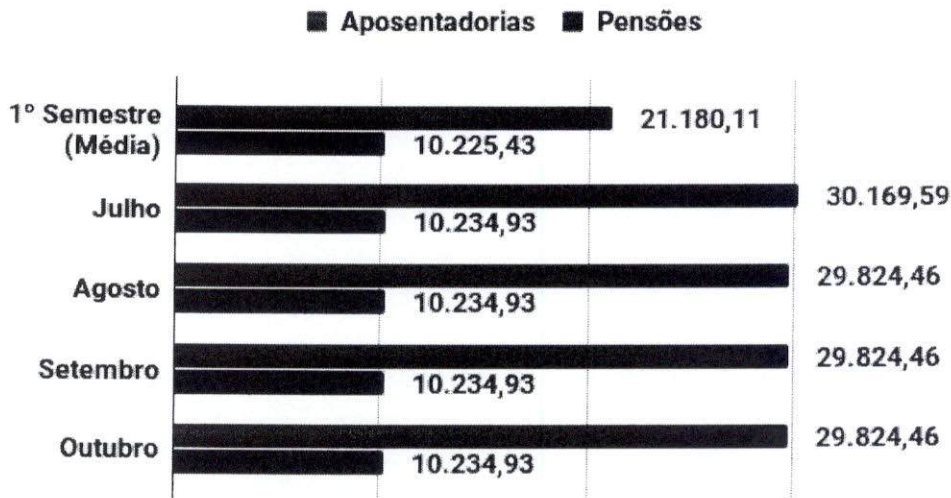 Aposentadorias Pensões
1º Semestre
(Média)
21.180,11
10.225,43
Julho
30.169,59
10.234,93
Agosto
29.824,46
10.234,93
Setembro
29.824,46
10.234,93
Outubro
29.824,46
10.234,93